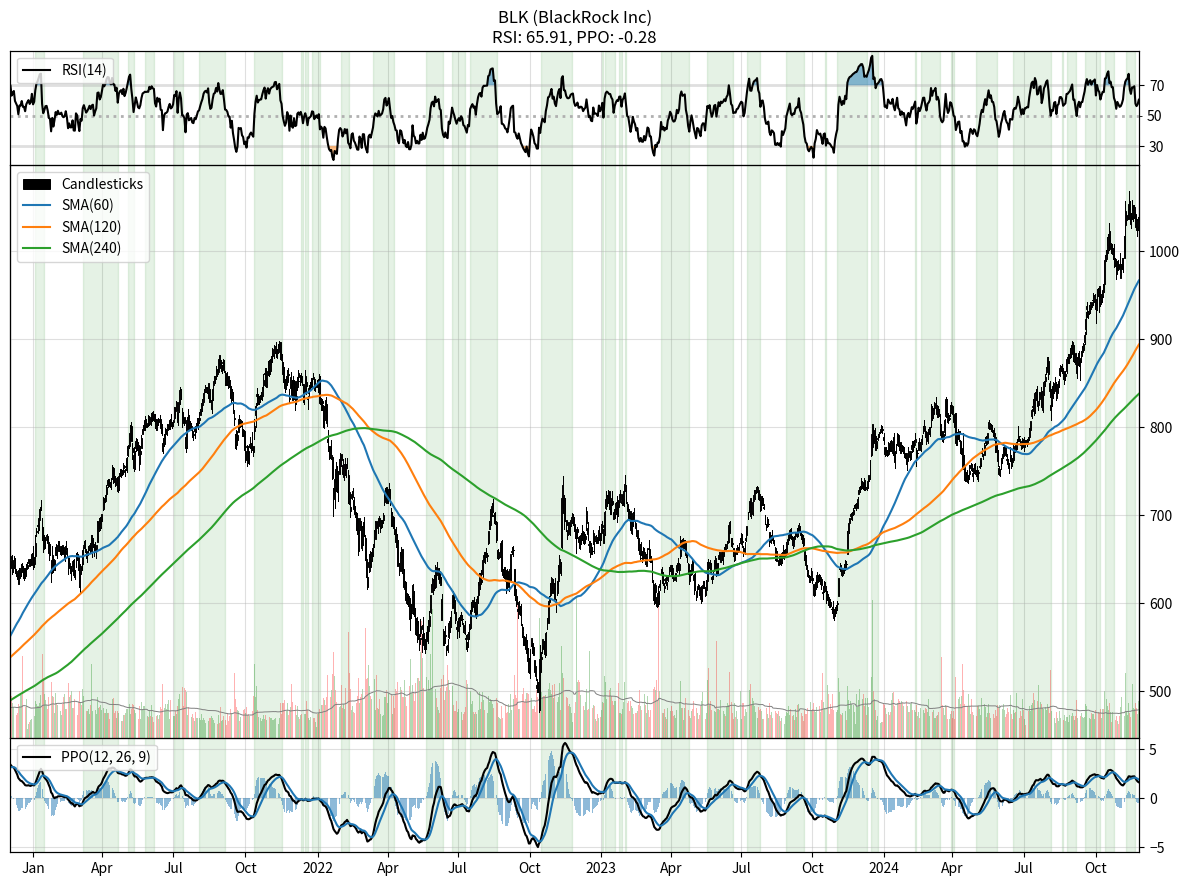 BLK (BlackRock Inc)
RSI: 65.91, PPO: -0.28
RSI(14)
70
50
30
Candlesticks
SMA(60)
SMA(120)
SMA(240)
1000
900
800
700
600
500
PPO(12, 26, 9)
5
0
−5
Jan Apr Jul Oct 2022 Apr Jul Oct 2023 Apr Jul Oct 2024 Apr Jul Oct